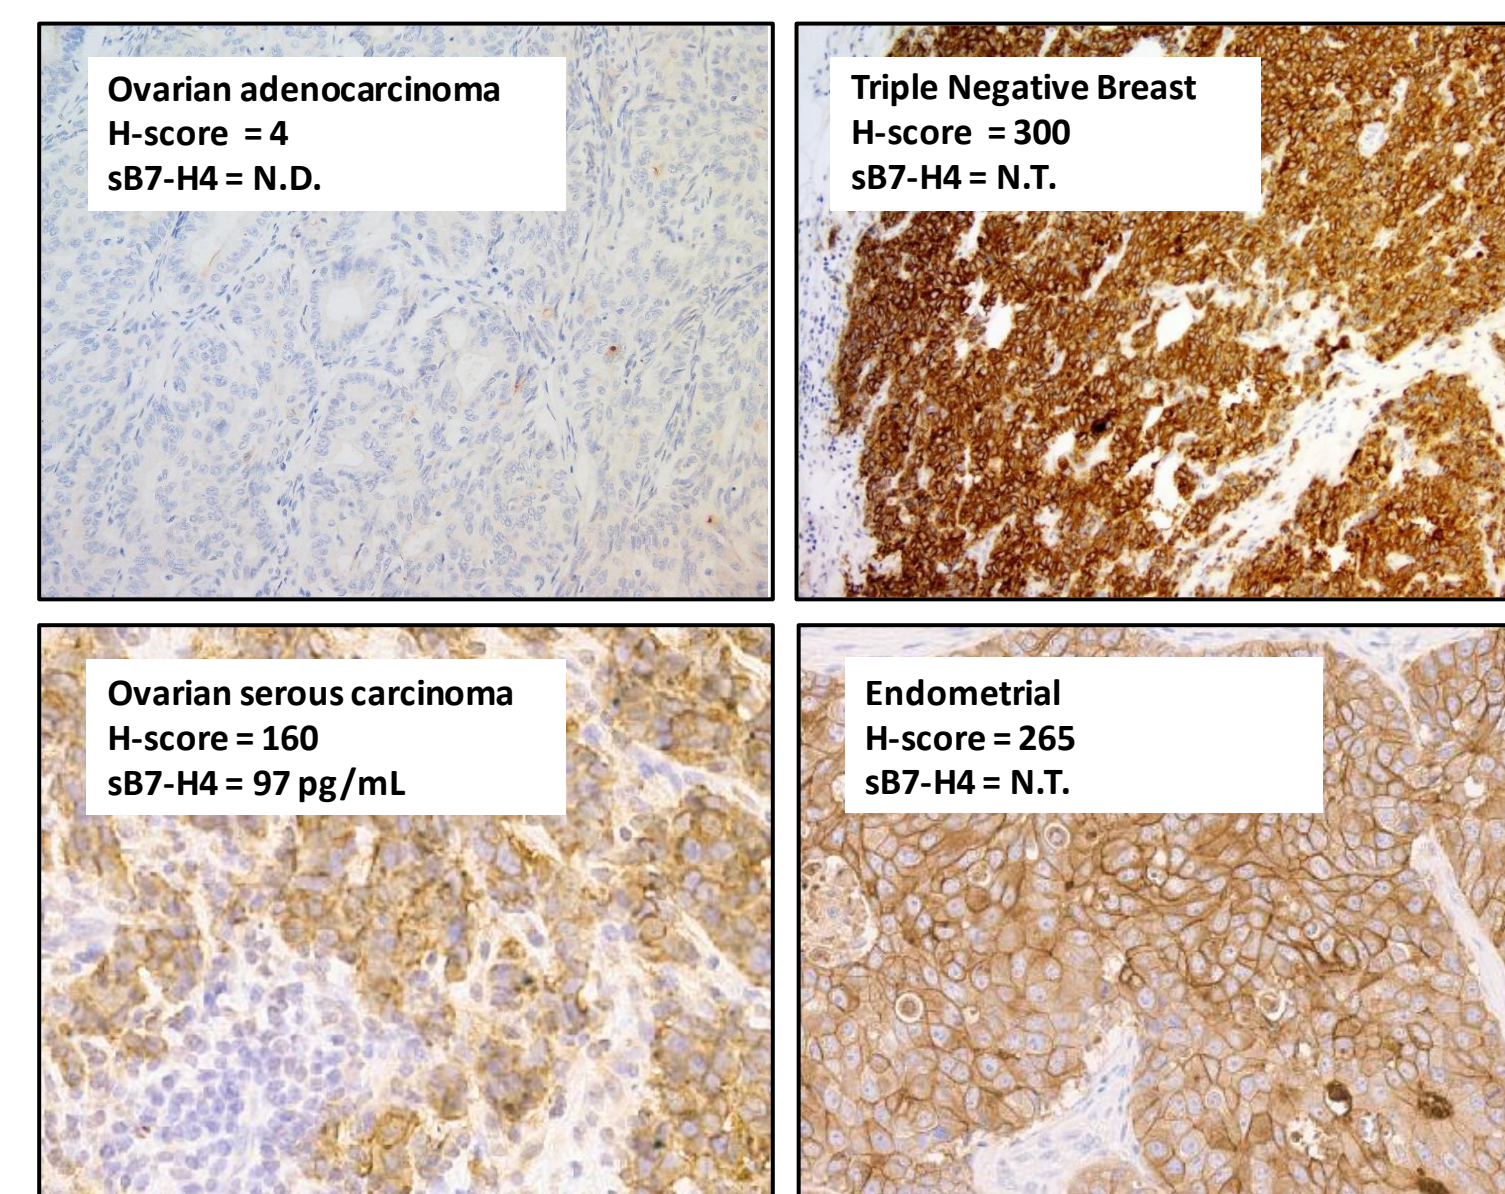 Ovarian adenocarcinoma
H-score = 4
sB7-H4 = N.D.
Triple Negative Breast
H-score = 300
sB7-H4 = N.T.
Ovarian serous carcinoma
H-score = 160
sB7-H4 = 97 pg/mL
Endometrial
H-score = 265
sB7-H4 = N.T.